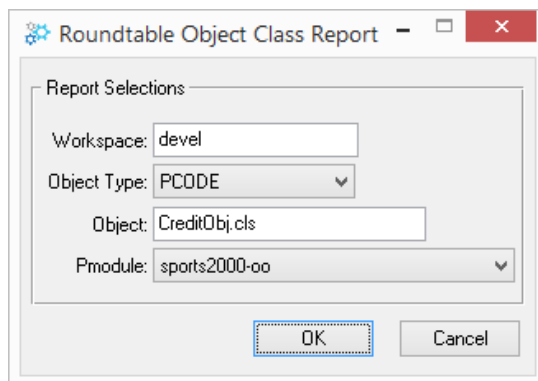 Roundtable Object Class Report
Report Selections
Workspace: devel
Object Type: PCODE
Object: CreditObj.cls
Pmodule: sports2000-oo
OK Cancel